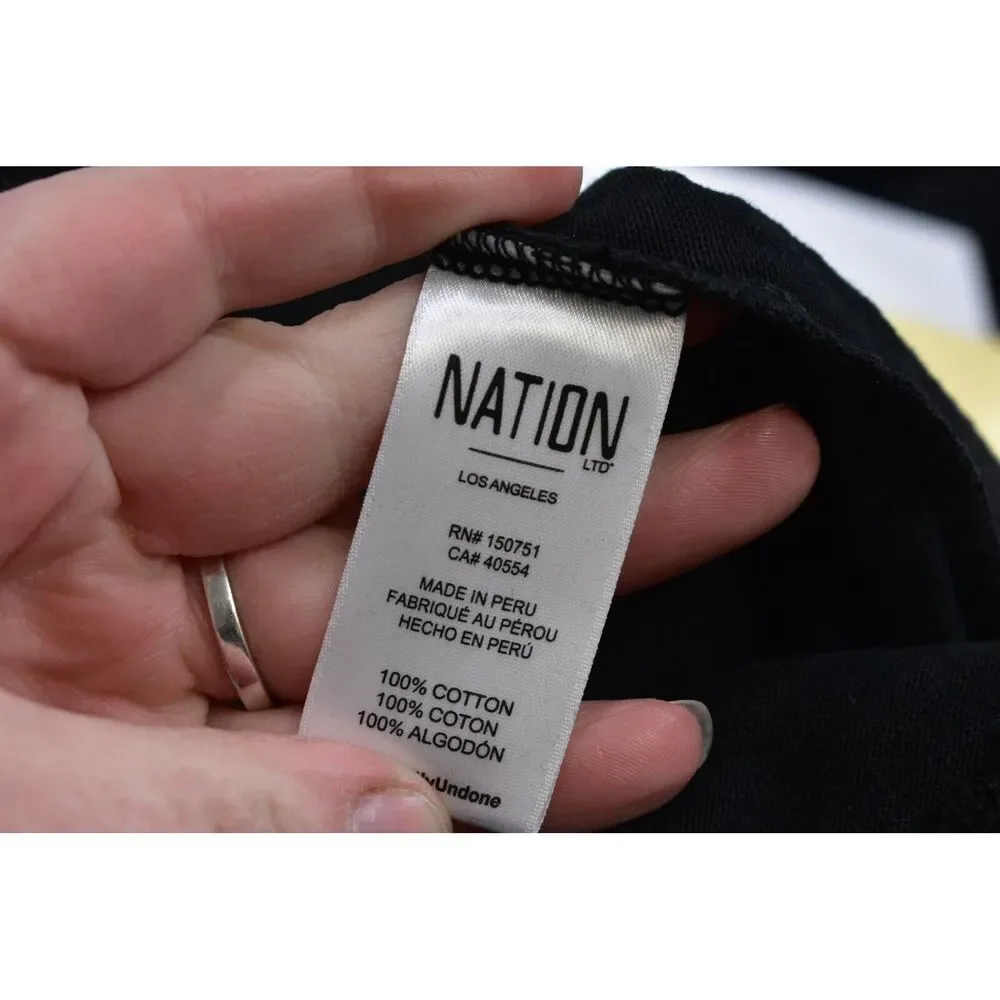 NATION
LTD
LOS ANGELES
RN# 150751
CA# 40554
MADE IN PERU
FABRIQUÉ AU PÉROU
HECHO EN PERÚ
100% COTTON
100% COTON
100% ALGODÓN